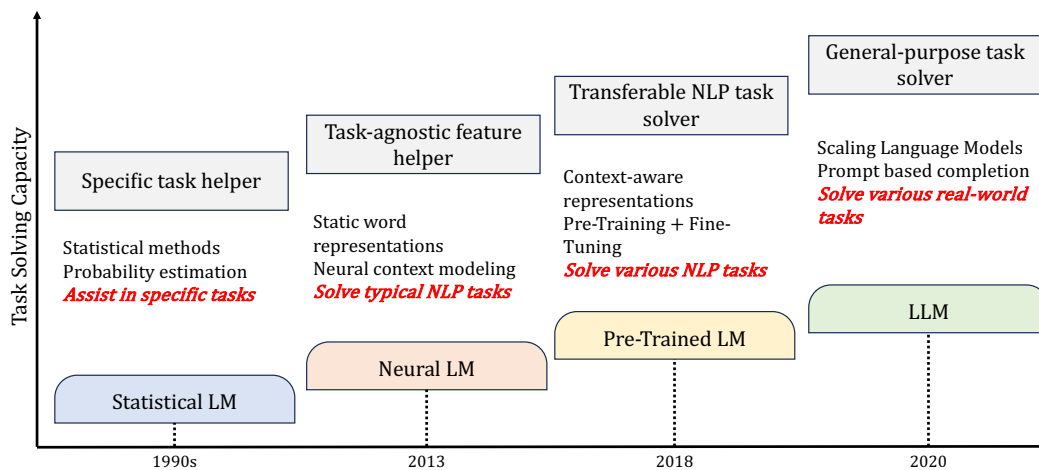 Task Solving Capacity
Specific task helper
Statistical methods
Probability estimation
Assist in specific tasks
Statistical LM
1990s
Task-agnostic feature
helper
Static word
representations
Neural context modeling
Solve typical NLP tasks
Neural LM
2013
Transferable NLP task
solver
Context-aware
representations
Pre-Training + Fine-
Tuning
Solve various NLP tasks
Pre-Trained LM
2018
General-purpose task
solver
Scaling Language Models
Prompt based completion
Solve various real-world
tasks
LLM
2020